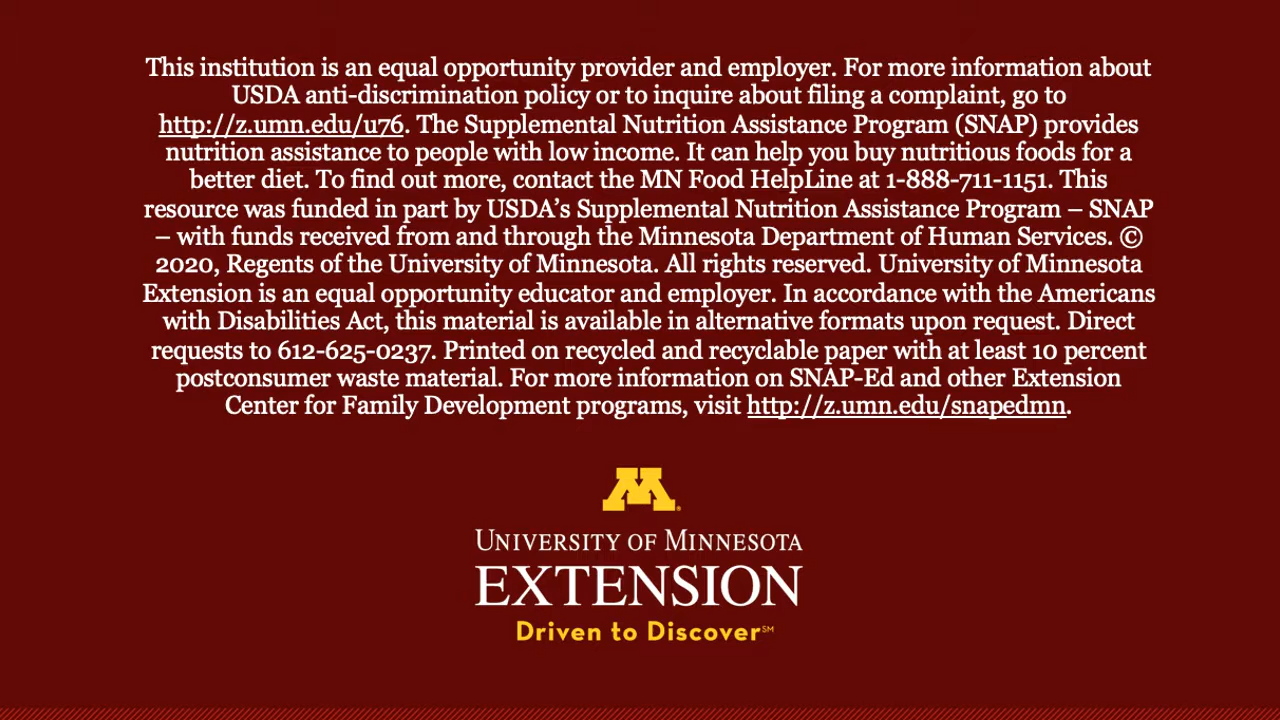 This institution is an equal opportunity provider and employer. For more information about
USDA anti-discrimination policy or to inquire about filing a complaint, go to
http://z.umn.edu/u76. The Supplemental Nutrition Assistance Program (SNAP) provides
nutrition assistance to people with low income. It can help you buy nutritious foods for a
better diet. To find out more, contact the MN Food HelpLine at 1-888-711-1151. This
resource was funded in part by USDA’s Supplemental Nutrition Assistance Program – SNAP
– with funds received from and through the Minnesota Department of Human Services. ©
2020, Regents of the University of Minnesota. All rights reserved. University of Minnesota
Extension is an equal opportunity educator and employer. In accordance with the Americans
with Disabilities Act, this material is available in alternative formats upon request. Direct
requests to 612-625-0237. Printed on recycled and recyclable paper with at least 10 percent
postconsumer waste material. For more information on SNAP-Ed and other Extension
Center for Family Development programs, visit http://z.umn.edu/snapedmn.
M
University of Minnesota
EXTENSION
Driven to Discover℠